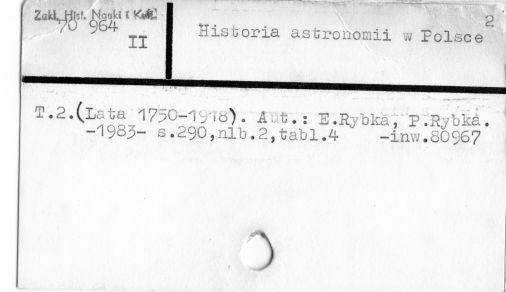 Zakł. Hist. Nauki i
70 964
II
Historia astronomii w Polsce
2
T.2.(Lata 1750-1918). Aut.: E.Rybka, P.Rybka.
-1983- s.290,nlb.2,tabl.4 -inw.80967